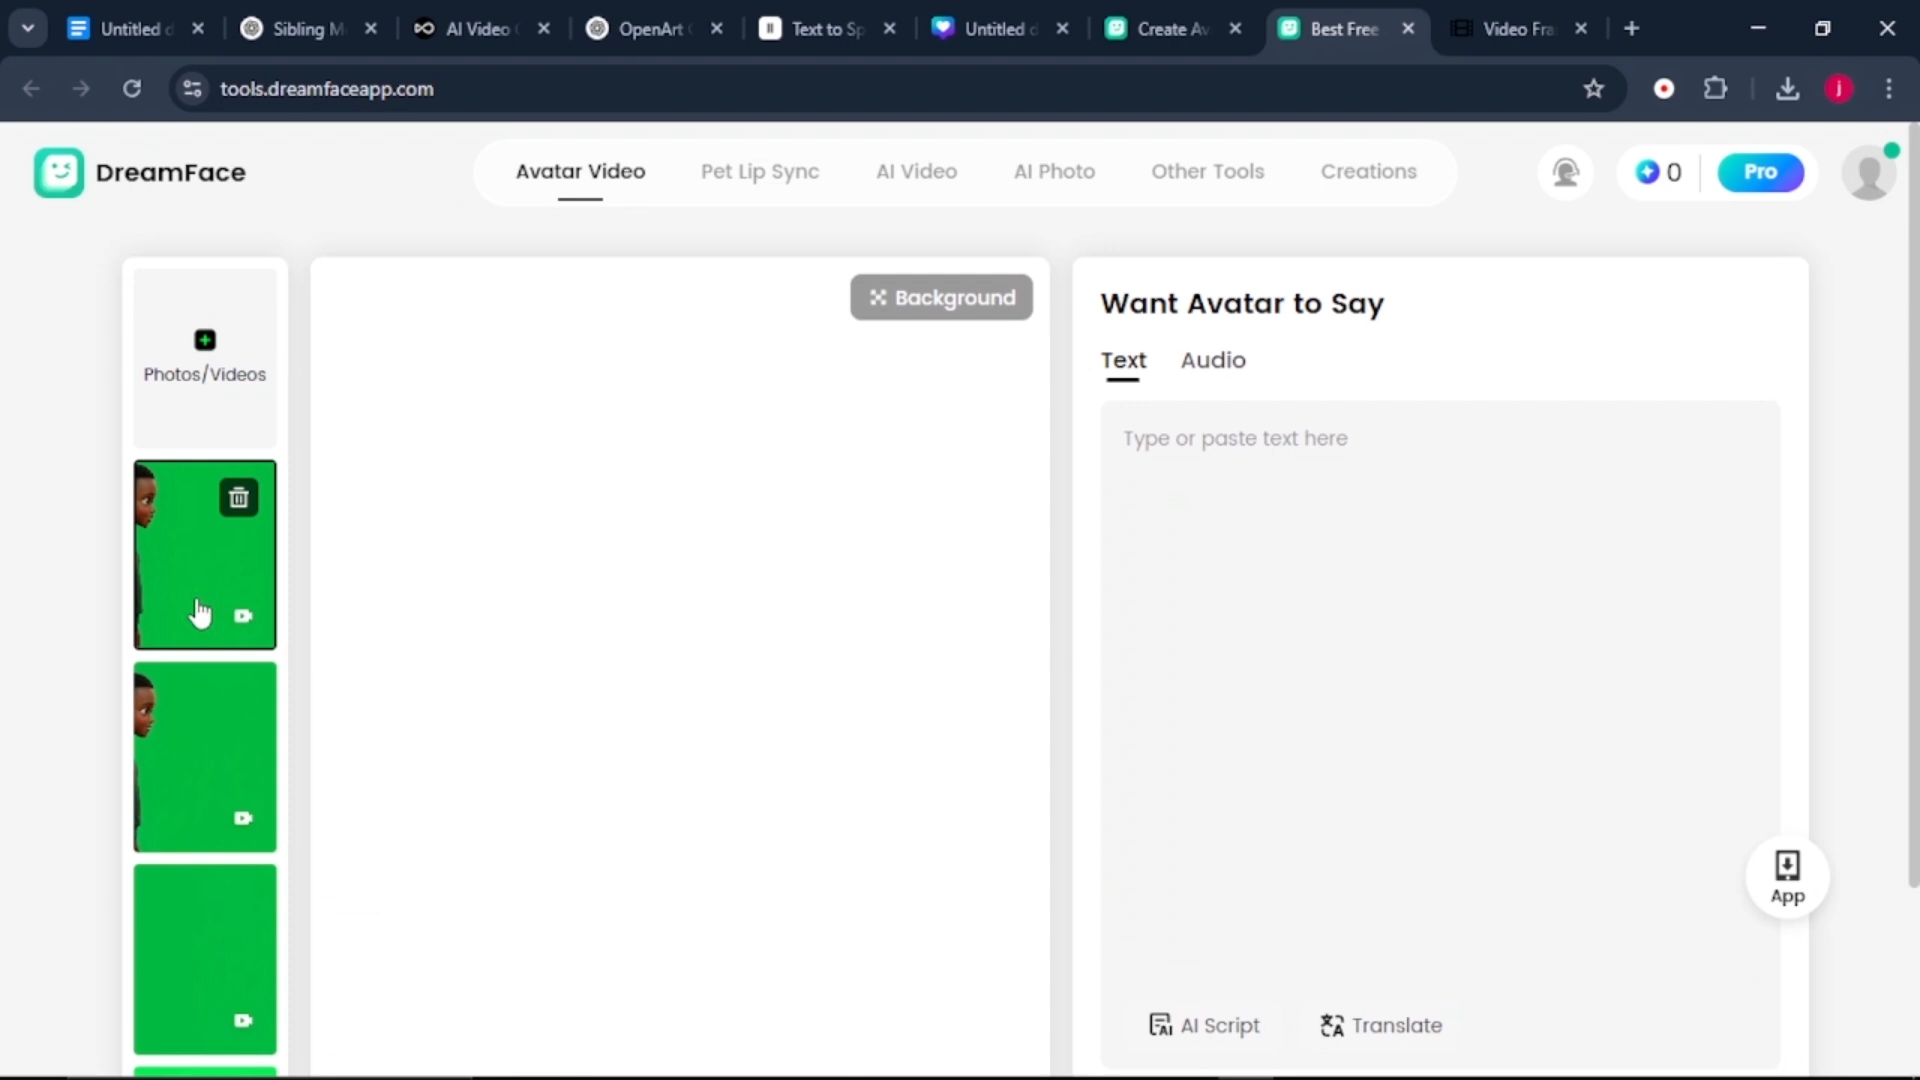 Untitled d
Sibling M
AI Video
OpenArt
Text to Sp
Untitled d
Create Av
Best Free
Video Fra
tools.dreamfaceapp.com
j
DreamFace
Avatar Video
Pet Lip Sync
AI Video
AI Photo
Other Tools
Creations
0
Pro
Photos/Videos
Background
Want Avatar to Say
Text
Audio
Type or paste text here
AI Script
Translate
App